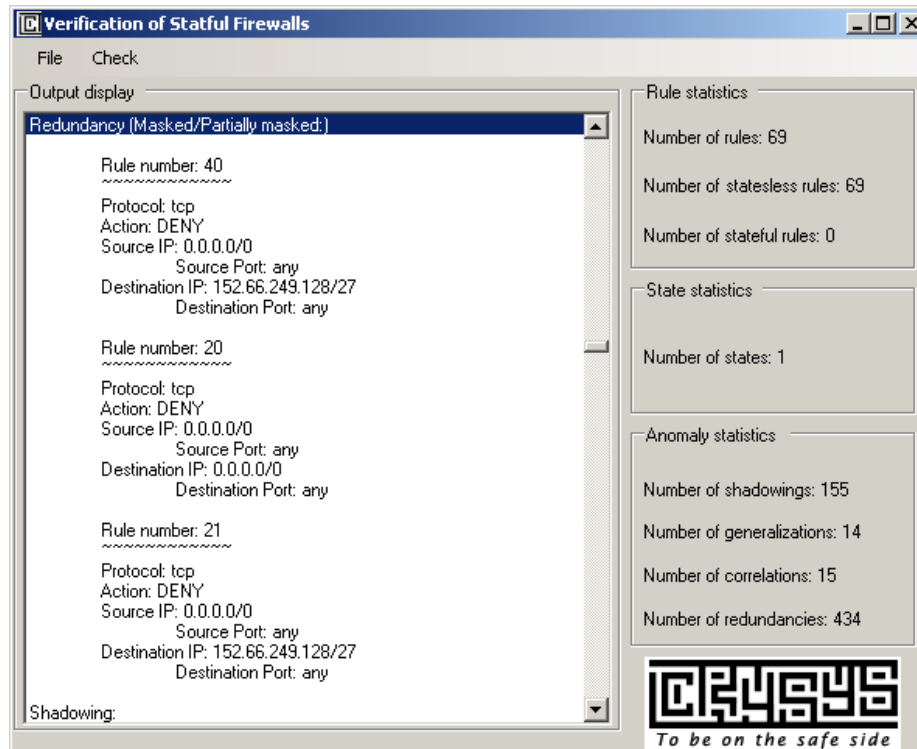 Verification of Statful Firewalls
File Check
Output display
Redundancy (Masked/Partially masked:)
Rule number: 40
~~~~~~~~~~~~
Protocol: tcp
Action: DENY
Source IP: 0.0.0.0/0
Source Port: any
Destination IP: 152.66.249.128/27
Destination Port: any
Rule number: 20
~~~~~~~~~~~~
Protocol: tcp
Action: DENY
Source IP: 0.0.0.0/0
Source Port: any
Destination IP: 0.0.0.0/0
Destination Port: any
Rule number: 21
~~~~~~~~~~~~
Protocol: tcp
Action: DENY
Source IP: 0.0.0.0/0
Source Port: any
Destination IP: 152.66.249.128/27
Destination Port: any
Shadowing:
Rule statistics
Number of rules: 69
Number of statesless rules: 69
Number of stateful rules: 0
State statistics
Number of states: 1
Anomaly statistics
Number of shadowings: 155
Number of generalizations: 14
Number of correlations: 15
Number of redundancies: 434
CRYSYS
To be on the safe side